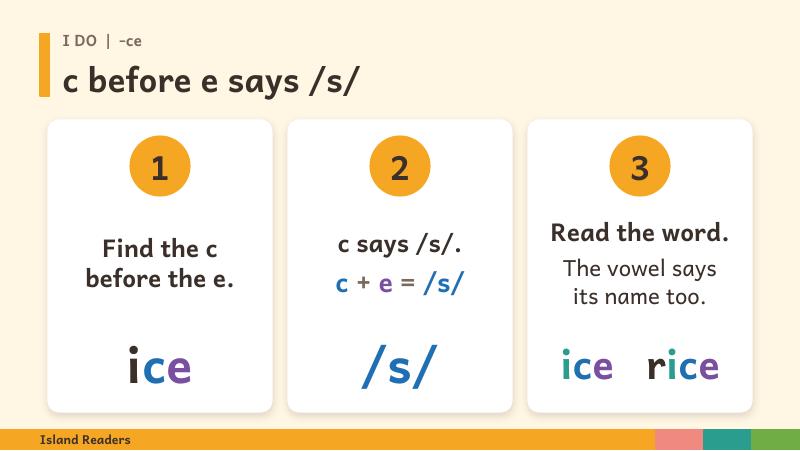 I DO | -ce
c before e says /s/
1
Find the c
before the e.
ice
2
c says /s/.
c + e = /s/
/s/
3
Read the word.
The vowel says
its name too.
ice rice
Island Readers